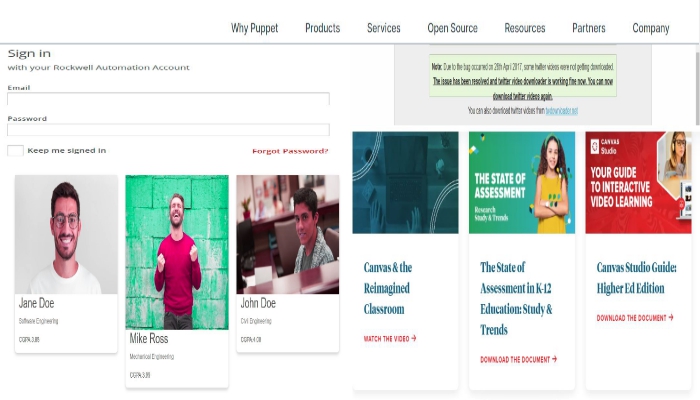 Why Puppet Products Services Open Source Resources Partners Company
Sign in
with your Rockwell Automation Account
Email
Password
Keep me signed in Forgot Password?
Note: Due to the bug occurred on 26th April 2017, some twitter videos were not getting downloaded.
The issue has been resolved and twitter video downloader is working fine now. You can now
download twitter videos again.
You can also download twitter videos from twdownloader.net
Jane Doe
Software Engineering
CGPA:3.85
Mike Ross
Mechanical Engineering
CGPA:3.95
John Doe
Civil Engineering
CGPA:4.00
Canvas & the
Reimagined
Classroom
WATCH THE VIDEO →
THE STATE OF
ASSESSMENT
Research
Study & Trends
The State of
Assessment in K-12
Education: Study &
Trends
DOWNLOAD THE DOCUMENT →
CANVAS
Studio
YOUR GUIDE
TO INTERACTIVE
VIDEO LEARNING
Canvas Studio Guide:
Higher Ed Edition
DOWNLOAD THE DOCUMENT →